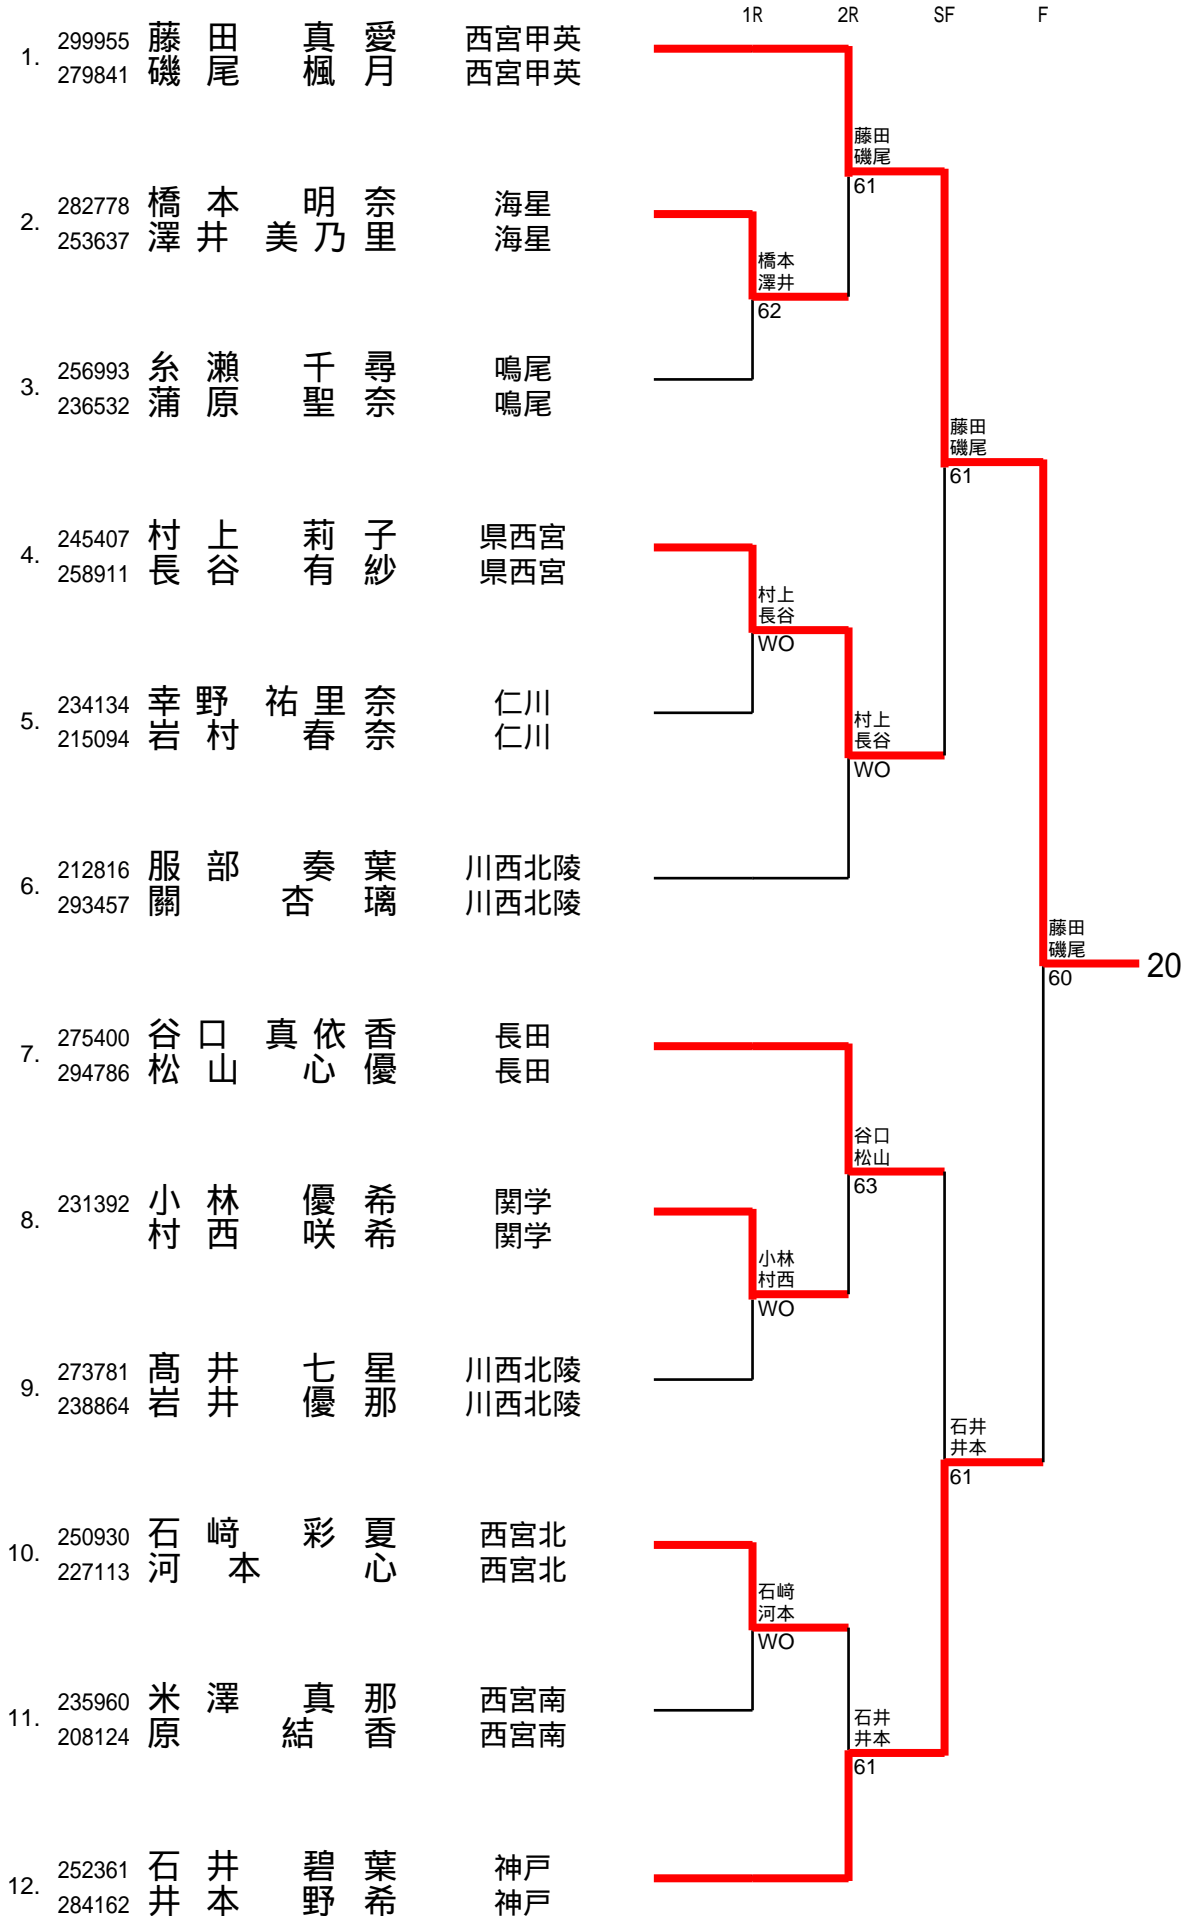 1R 2R SF F
1. 299955 藤田 真愛 西宮甲英
279841 磯尾 楓月 西宮甲英
藤田
磯尾
61
2. 282778 橋本 明奈 海星
253637 澤井 美乃里 海星
橋本
澤井
62
3. 256993 糸瀨 千尋 鳴尾
236532 蒲原 聖奈 鳴尾
藤田
磯尾
61
4. 245407 村上 莉子 県西宮
258911 長谷 有紗 県西宮
村上
長谷
WO
5. 234134 幸野 祐里奈 仁川
215094 岩村 春奈 仁川
村上
長谷
WO
6. 212816 服部 奏葉 川西北陵
293457 關 杏璃 川西北陵
藤田
磯尾
60
20
7. 275400 谷口 真依香 長田
294786 松山 心優 長田
谷口
松山
63
8. 231392 小林 優希 関学
村西 咲希 関学
小林
村西
WO
9. 273781 髙井 七星 川西北陵
238864 岩井 優那 川西北陵
石井
井本
61
10. 250930 石﨑 彩夏 西宮北
227113 河本 心 西宮北
石﨑
河本
WO
11. 235960 米澤 真那 西宮南
208124 原 結香 西宮南
石井
井本
61
12. 252361 石井 碧葉 神戸
284162 井本 野希 神戸